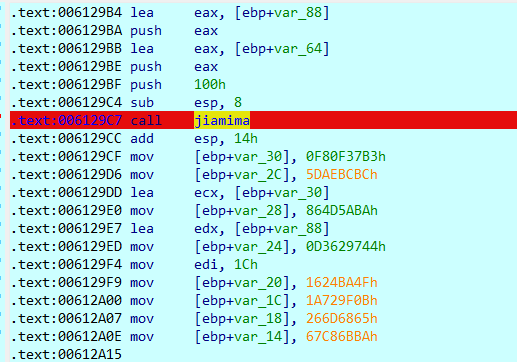 .text:006129B4 lea eax, [ebp+var_88]
.text:006129BA push eax
.text:006129BB lea eax, [ebp+var_64]
.text:006129BE push eax
.text:006129BF push 100h
.text:006129C4 sub esp, 8
.text:006129C7 call jiamima
.text:006129CC add esp, 14h
.text:006129CF mov [ebp+var_30], 0F80F37B3h
.text:006129D6 mov [ebp+var_2C], 5DAEBCBCh
.text:006129DD lea ecx, [ebp+var_30]
.text:006129E0 mov [ebp+var_28], 864D5ABAh
.text:006129E7 lea edx, [ebp+var_88]
.text:006129ED mov [ebp+var_24], 0D3629744h
.text:006129F4 mov edi, 1Ch
.text:006129F9 mov [ebp+var_20], 1624BA4Fh
.text:00612A00 mov [ebp+var_1C], 1A729F0Bh
.text:00612A07 mov [ebp+var_18], 266D6865h
.text:00612A0E mov [ebp+var_14], 67C86BBAh
.text:00612A15